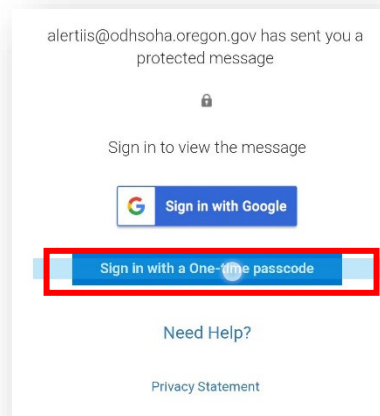 alertiis@odhsoha.oregon.gov has sent you a
protected message
Sign in to view the message
Sign in with Google
Sign in with a One-time passcode
Need Help?
Privacy Statement